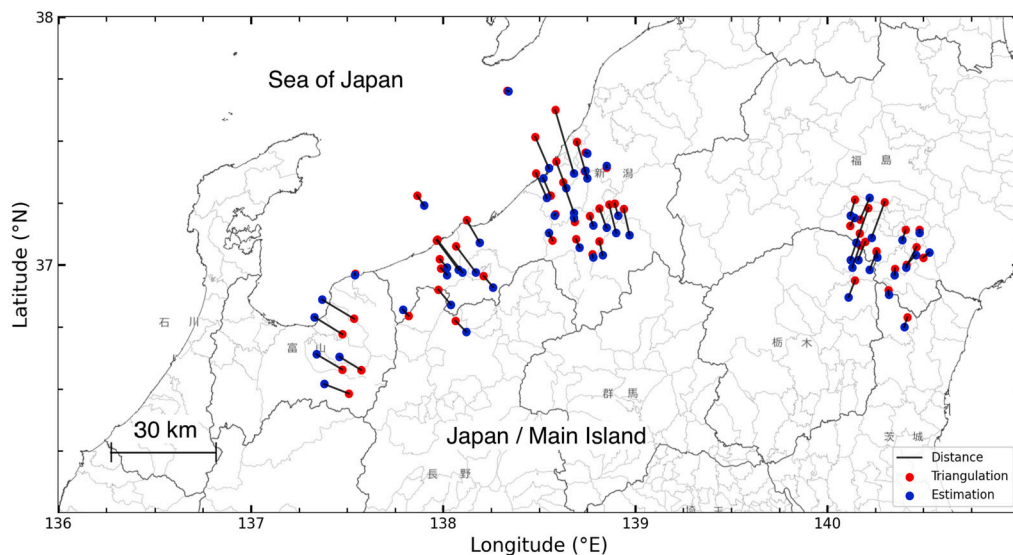 38
Sea of Japan
福島
新潟
Latitude (°N)
37
石川
富山
栃木
群馬
30 km
Japan / Main Island
茨城
長野
Distance
Triangulation
Estimation
36
136
137
138
139
140
Longitude (°E)